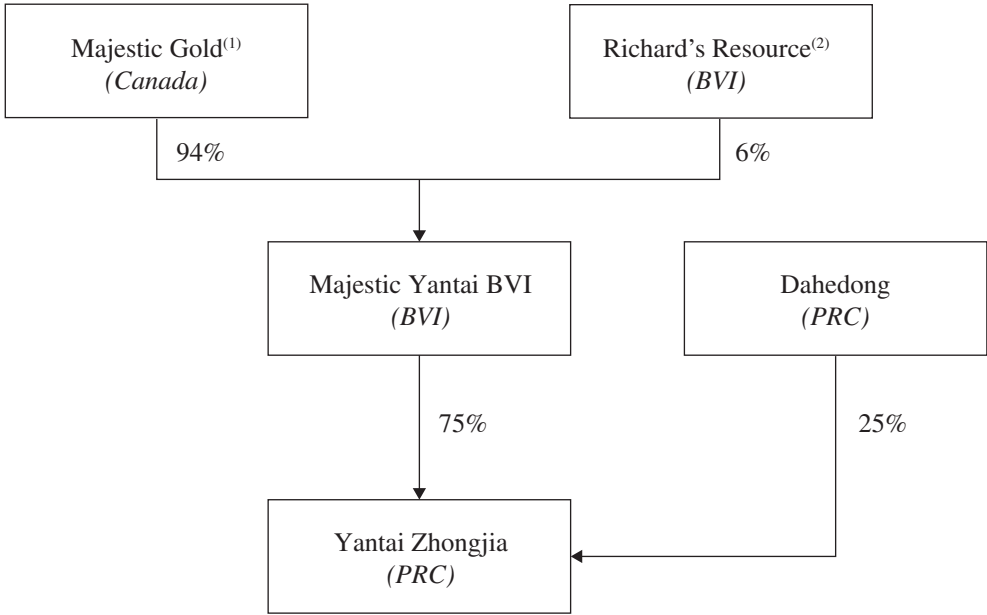 Majestic Gold(1)
(Canada)
Richard's Resource(2)
(BVI)
94%
6%
Majestic Yantai BVI
(BVI)
Dahedong
(PRC)
75%
25%
Yantai Zhongjia
(PRC)